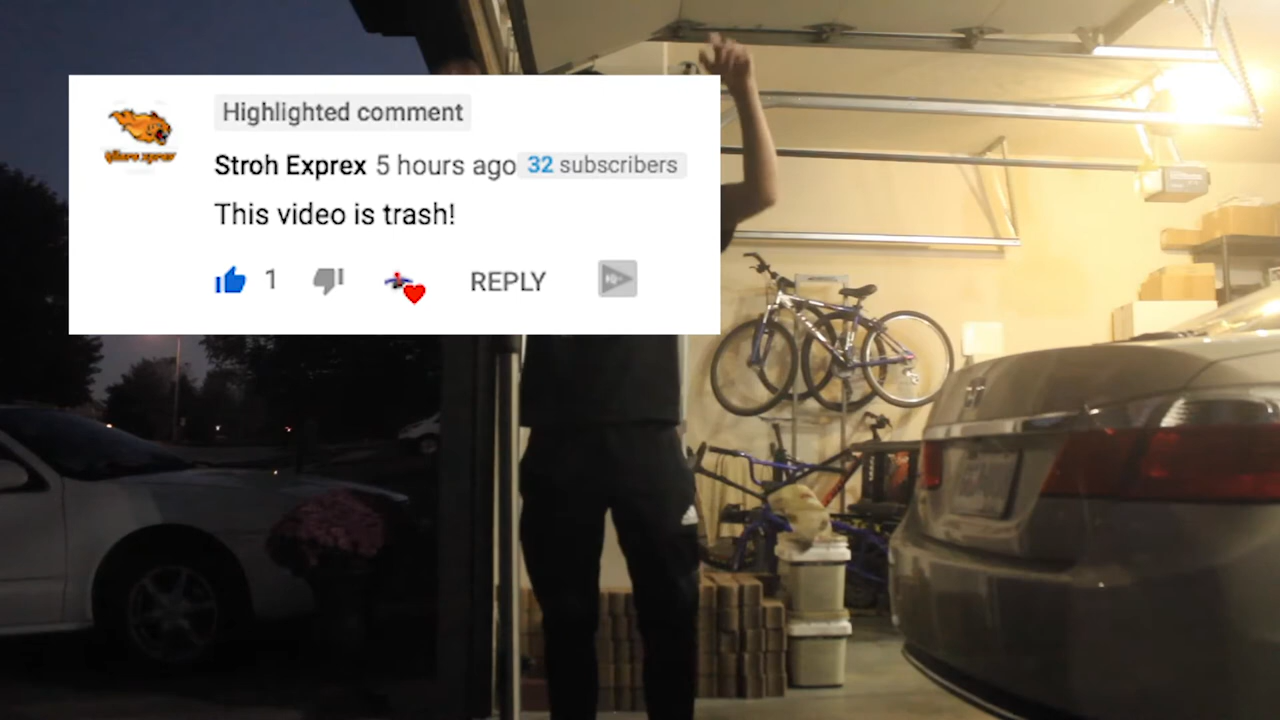 Highlighted comment
Stroh Exprex 5 hours ago 32 subscribers
This video is trash!
1 REPLY